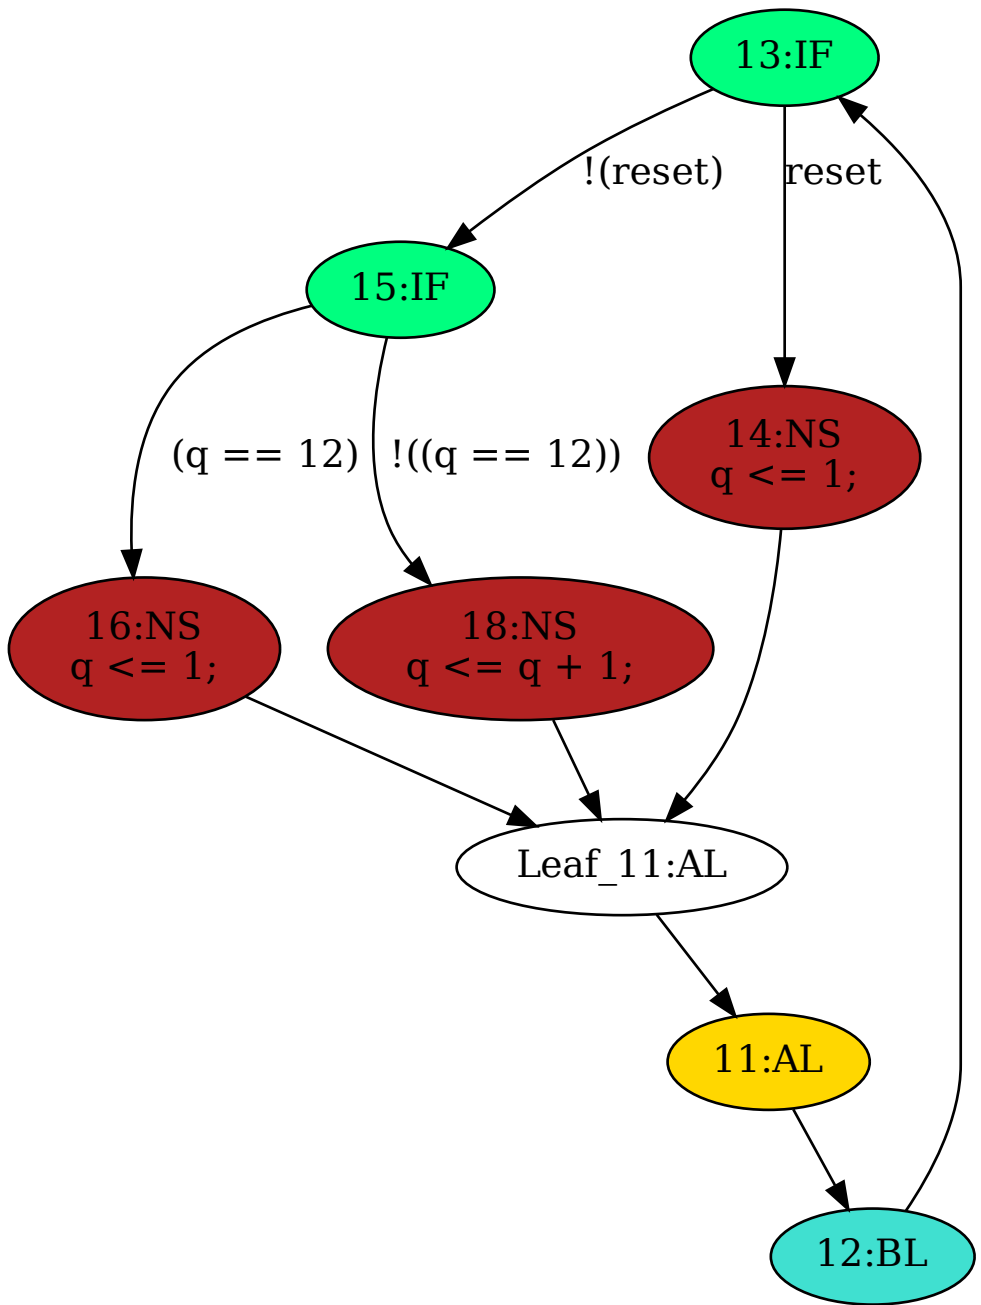 13:IF
!(reset)
reset
15:IF
(q == 12)
!((q == 12))
14:NS
q <= 1;
16:NS
q <= 1;
18:NS
q <= q + 1;
Leaf_11:AL
11:AL
12:BL